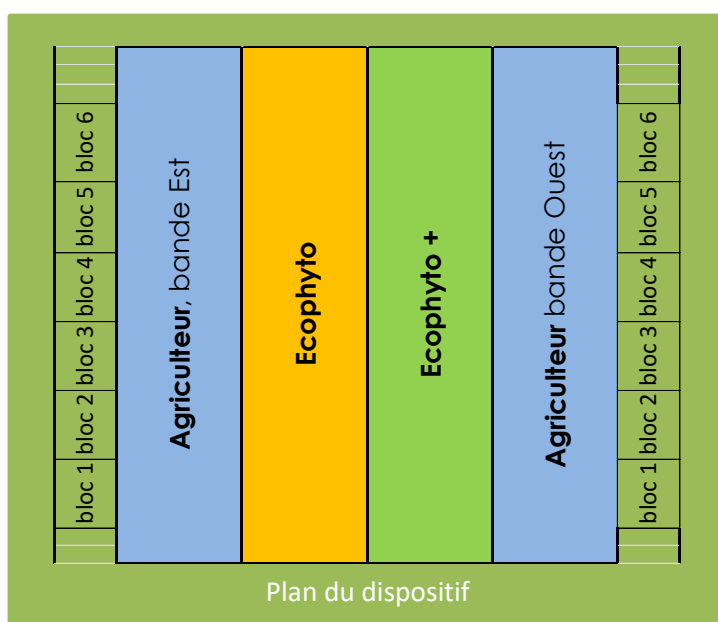 bloc 6
bloc 5
bloc 4
bloc 3
bloc 2
bloc 1
Agriculteur, bande Est
Ecophyto
Ecophyto +
Agriculteur bande Ouest
bloc 6
bloc 5
bloc 4
bloc 3
bloc 2
bloc 1
Plan du dispositif